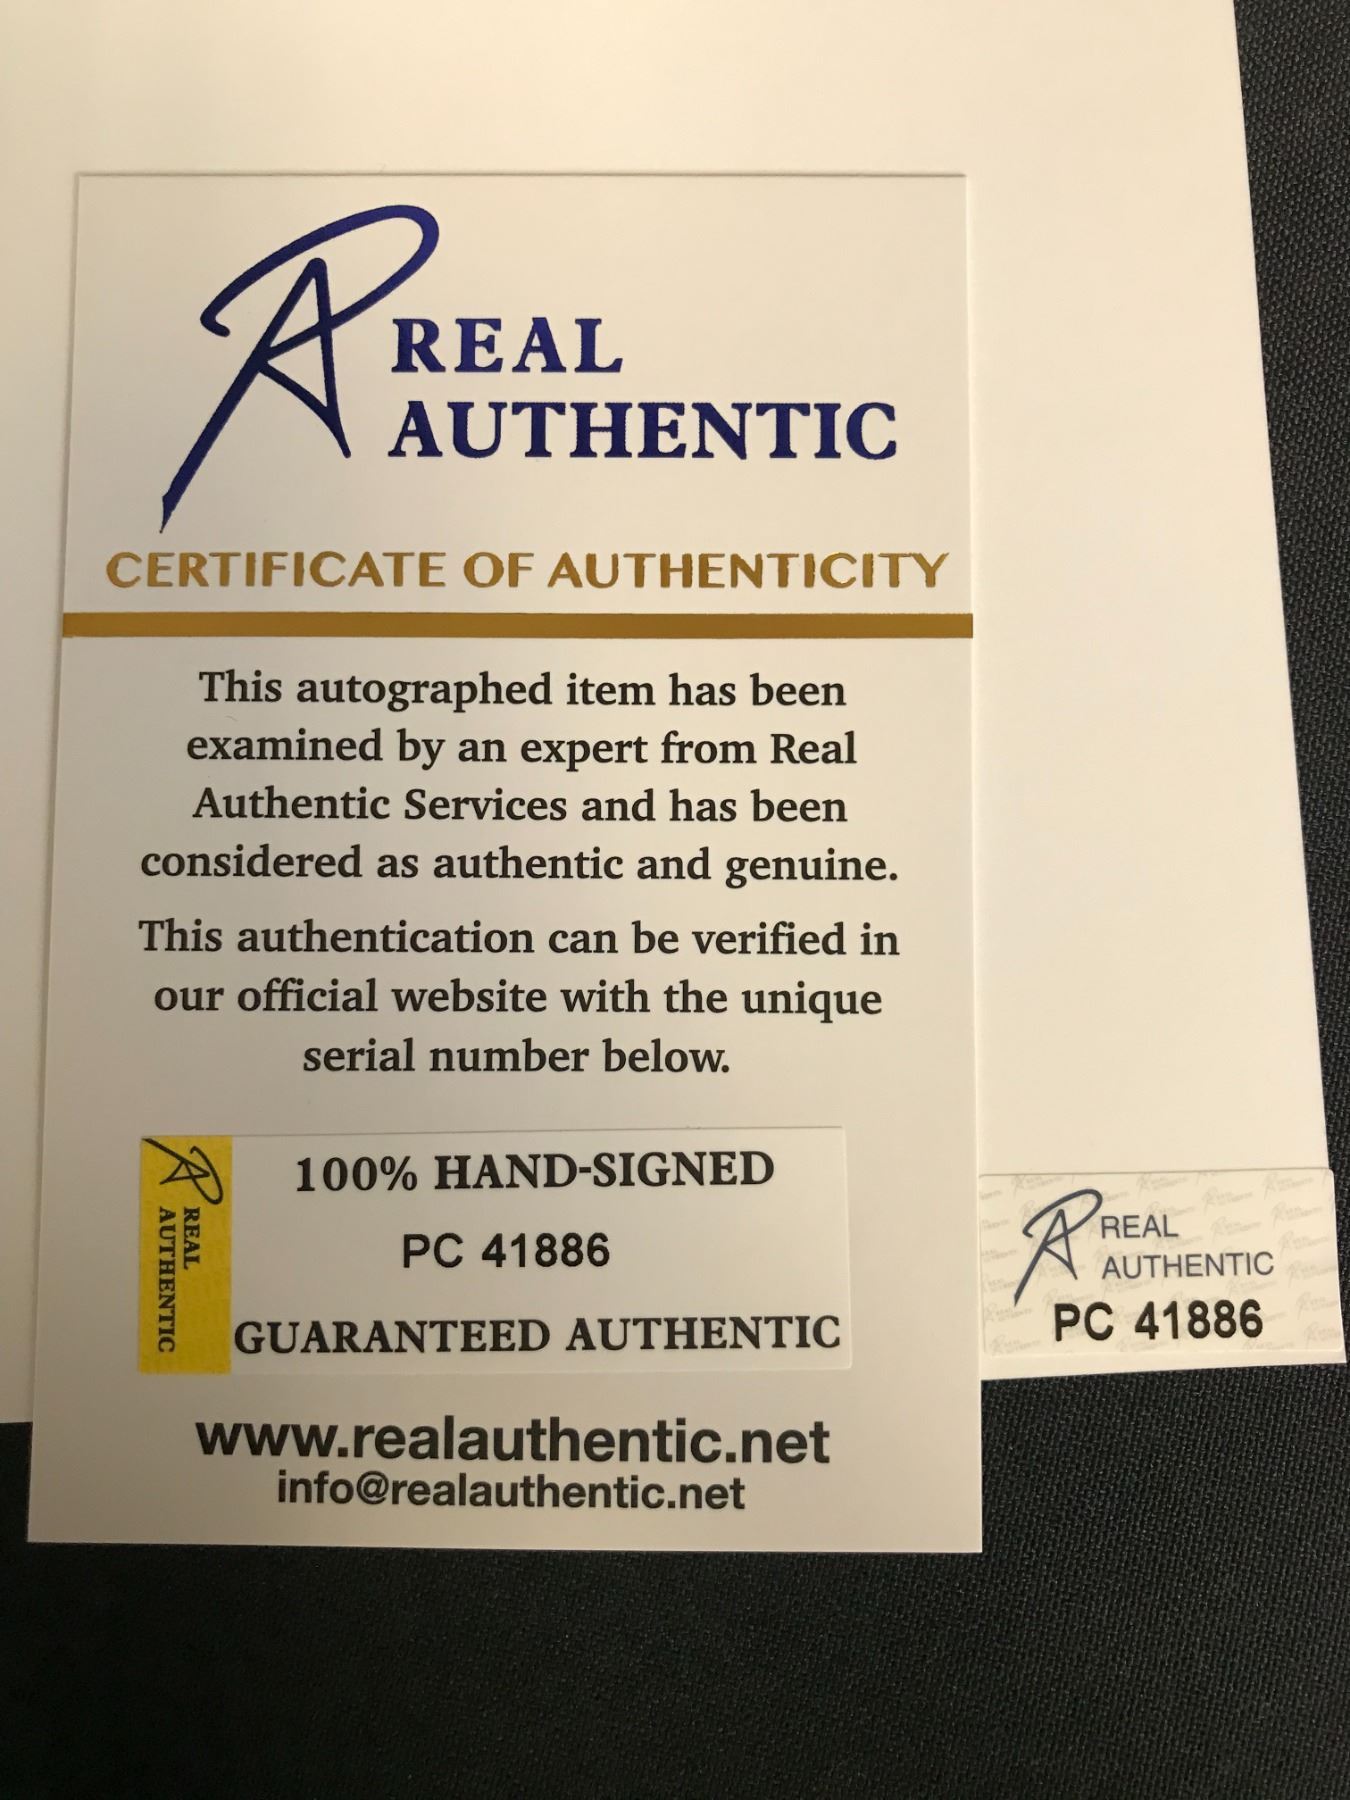 REAL
AUTHENTIC
CERTIFICATE OF AUTHENTICITY
This autographed item has been
examined by an expert from Real
Authentic Services and has been
considered as authentic and genuine.
This authentication can be verified in
our official website with the unique
serial number below.
REAL
AUTHENTIC
100% HAND-SIGNED
PC 41886
GUARANTEED AUTHENTIC
www.realauthentic.net
info@realauthentic.net
REAL
AUTHENTIC
PC 41886